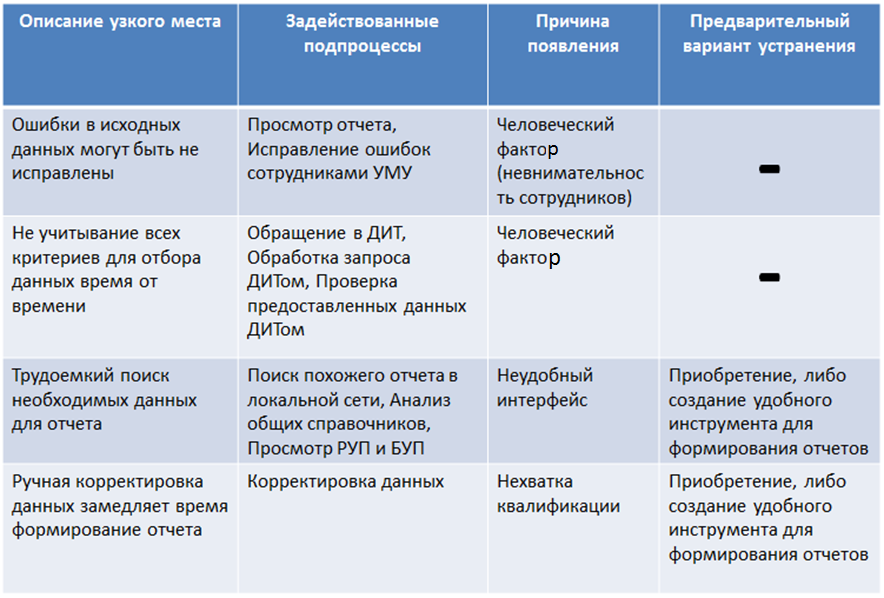 Описание узкого места
Задействованные
подпроцессы
Причина
появления
Предварительный
вариант устранения
Ошибки в исходных
данных могут быть не
исправлены
Просмотр отчета,
Исправление ошибок
сотрудниками УМУ
Человеческий
фактор
(невнимательнос
ть сотрудников)
-
Не учитывание всех
критериев для отбора
данных время от
времени
Обращение в ДИТ,
Обработка запроса
ДИТом, Проверка
предоставленных данных
ДИТом
Человеческий
фактор
-
Трудоемкий поиск
необходимых данных
для отчета
Поиск похожего отчета в
локальной сети, Анализ
общих справочников,
Просмотр РУП и БУП
Неудобный
интерфейс
Приобретение, либо
создание удобного
инструмента для
формирования отчетов
Ручная корректировка
данных замедляет время
формирование отчета
Корректировка данных
Нехватка
квалификации
Приобретение, либо
создание удобного
инструмента для
формирования отчетов